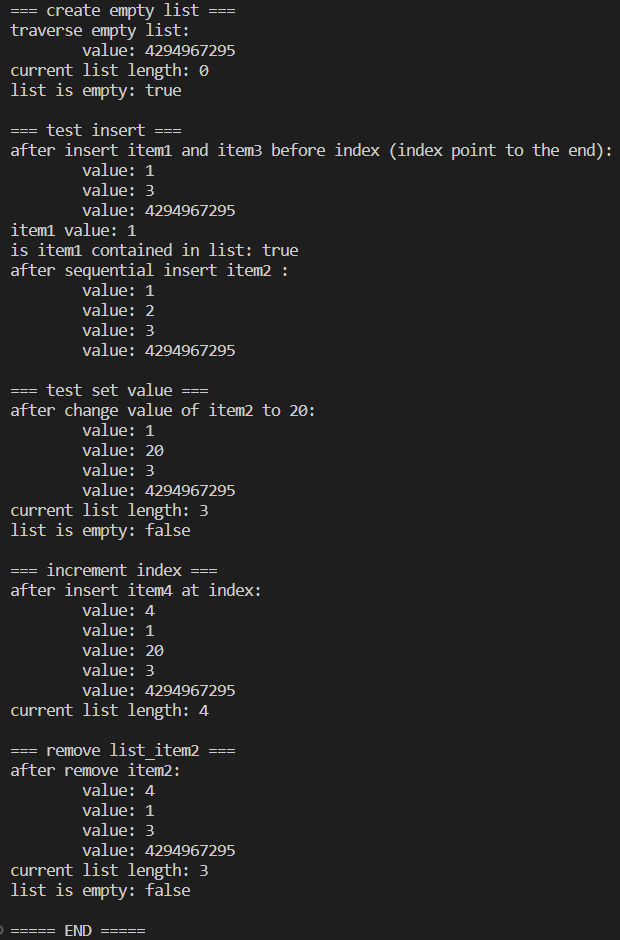 === create empty list ===
traverse empty list:
        value: 4294967295
current list length: 0
list is empty: true

=== test insert ===
after insert item1 and item3 before index (index point to the end):
        value: 1
        value: 3
        value: 4294967295
item1 value: 1
is item1 contained in list: true
after sequential insert item2 :
        value: 1
        value: 2
        value: 3
        value: 4294967295

=== test set value ===
after change value of item2 to 20:
        value: 1
        value: 20
        value: 3
        value: 4294967295
current list length: 3
list is empty: false

=== increment index ===
after insert item4 at index:
        value: 4
        value: 1
        value: 20
        value: 3
        value: 4294967295
current list length: 4

=== remove list_item2 ===
after remove item2:
        value: 4
        value: 1
        value: 3
        value: 4294967295
current list length: 3
list is empty: false

===== END =====